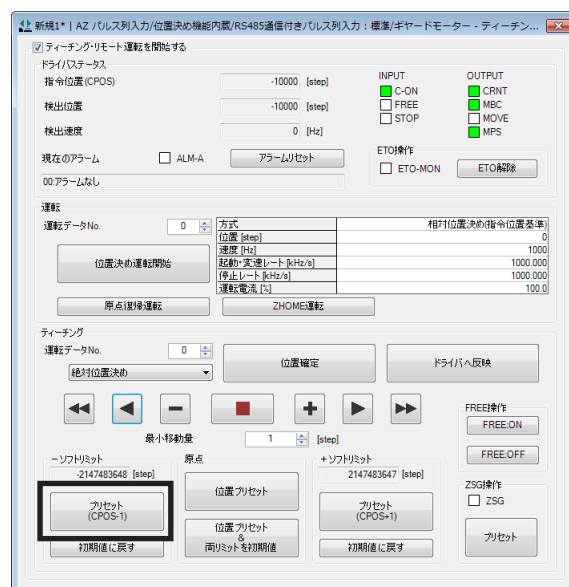 新規1* | AZ パルス列入力/位置決め機能内蔵/RS485通信付きパルス列入力 : 標準/ギヤードモーター - ティーチン...
ティーチング・リモート運転を開始する
ドライバステータス
指令位置(CPOS) -10000 [step]
検出位置 -10000 [step]
検出速度 0 [Hz]
INPUT
C-ON
FREE
STOP
OUTPUT
CRNT
MBC
MOVE
MPS
現在のアラーム ALM-A アラームリセット
00:アラームなし
ETO操作
ETO-MON ETO解除
運転
運転データNo. 0
位置決め運転開始
方式 相対位置決め(指令位置基準)
位置 [step] 0
速度 [Hz] 1000
起動・変速レート [kHz/s] 1000.000
停止レート [kHz/s] 1000.000
運転電流 [%] 100.0
原点復帰運転 ZHOME運転
ティーチング
運転データNo. 0
絶対位置決め
位置確定 ドライバへ反映
最小移動量 1 [step]
FREE操作
FREE:ON
FREE:OFF
－ソフトリミット
-2147483648 [step]
プリセット
(CPOS-1)
初期値に戻す
原点
位置プリセット
位置プリセット
&
両リミットを初期値
+ソフトリミット
2147483647 [step]
プリセット
(CPOS+1)
初期値に戻す
ZSG操作
ZSG
プリセット